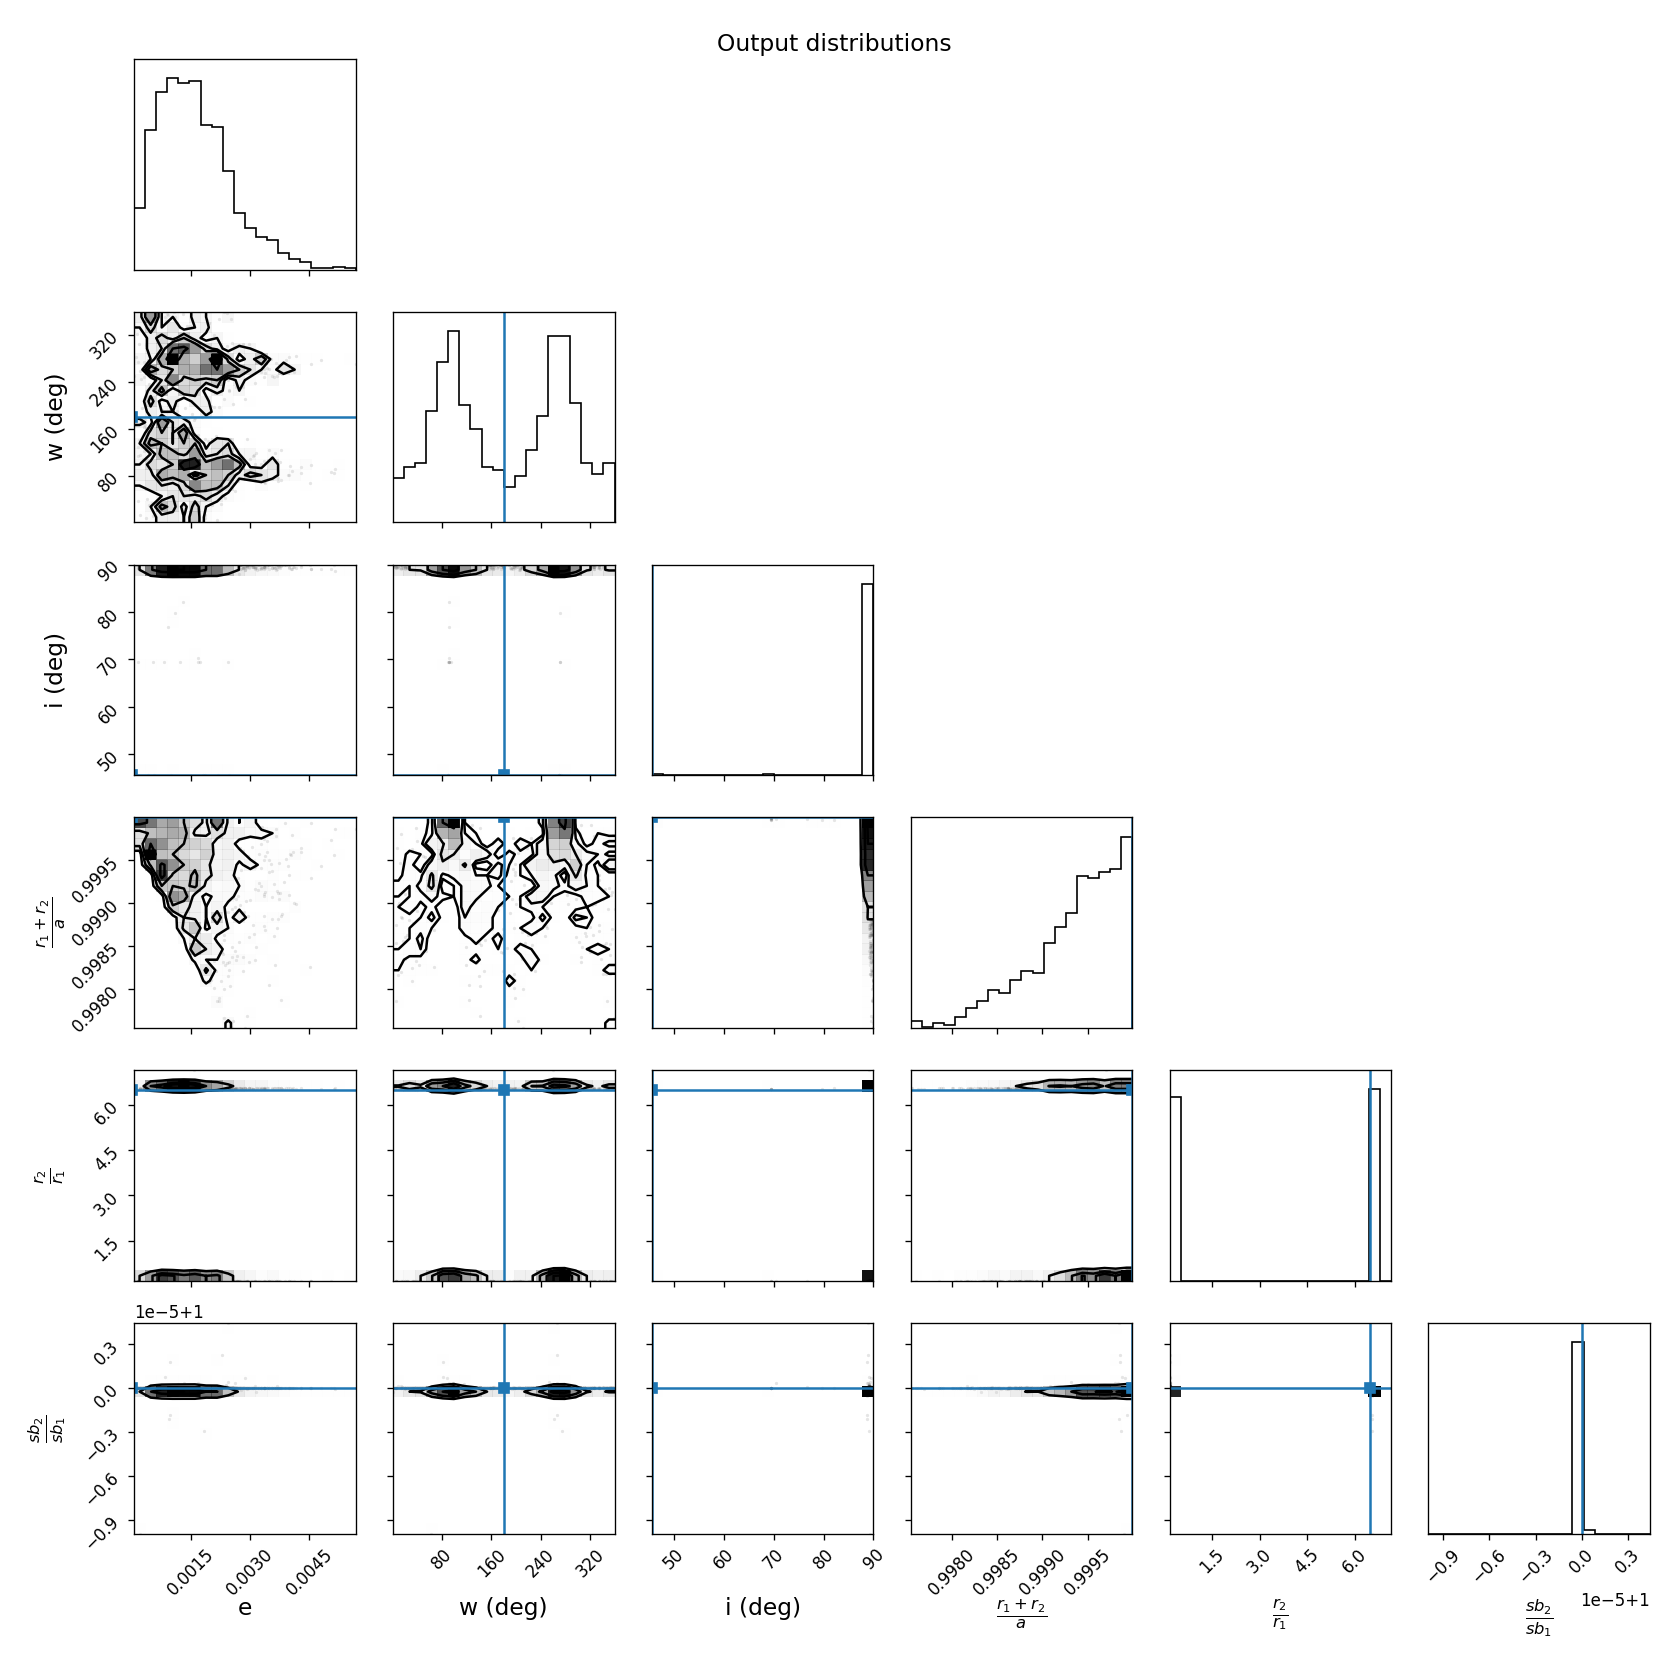 Output distributions
w (deg)
320
240
160
80
i (deg)
90
80
70
60
50
r₁ + r₂
a
0.9995
0.9990
0.9985
0.9980
r₂
r₁
6.0
4.5
3.0
1.5
1e−5+1
sb₂
sb₁
0.3
0.0
−0.3
−0.6
−0.9
0.0015 0.0030 0.0045
80 160 240 320
50 60 70 80 90
0.9980 0.9985 0.9990 0.9995
1.5 3.0 4.5 6.0
−0.9 −0.6 −0.3 0.0 0.3
1e−5+1
e
w (deg)
i (deg)
r₁ + r₂
a
r₂
r₁
sb₂
sb₁